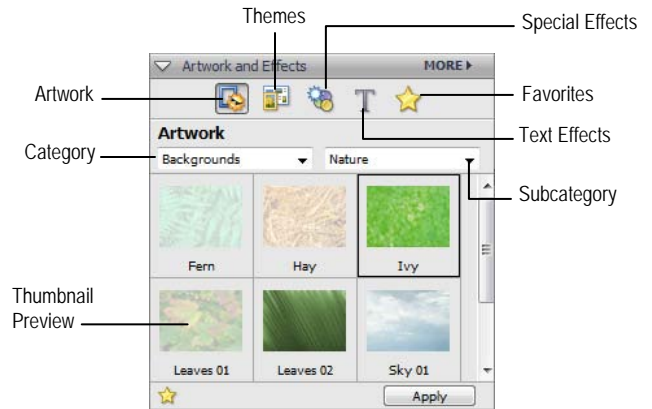 Themes
Special Effects
Artwork and Effects MORE
Artwork
Favorites
Text Effects
Artwork
Category
Backgrounds Nature
Subcategory
Fern Hay Ivy
Thumbnail
Preview
Leaves 01 Leaves 02 Sky 01
Apply